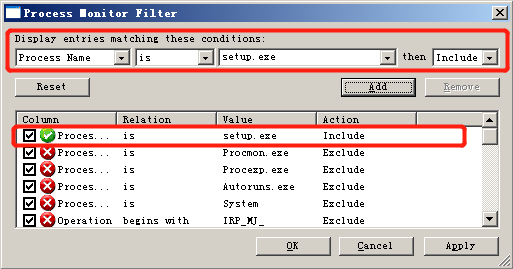 Process Monitor Filter
Display entries matching these conditions:
Process Name is setup.exe then Include
Reset Add Remove
Column Relation Value Action
Proces... is setup.exe Include
Proces... is Procmon.exe Exclude
Proces... is Procexp.exe Exclude
Proces... is Autoruns.exe Exclude
Proces... is System Exclude
Operation begins with IRP_MJ_ Exclude
OK Cancel Apply